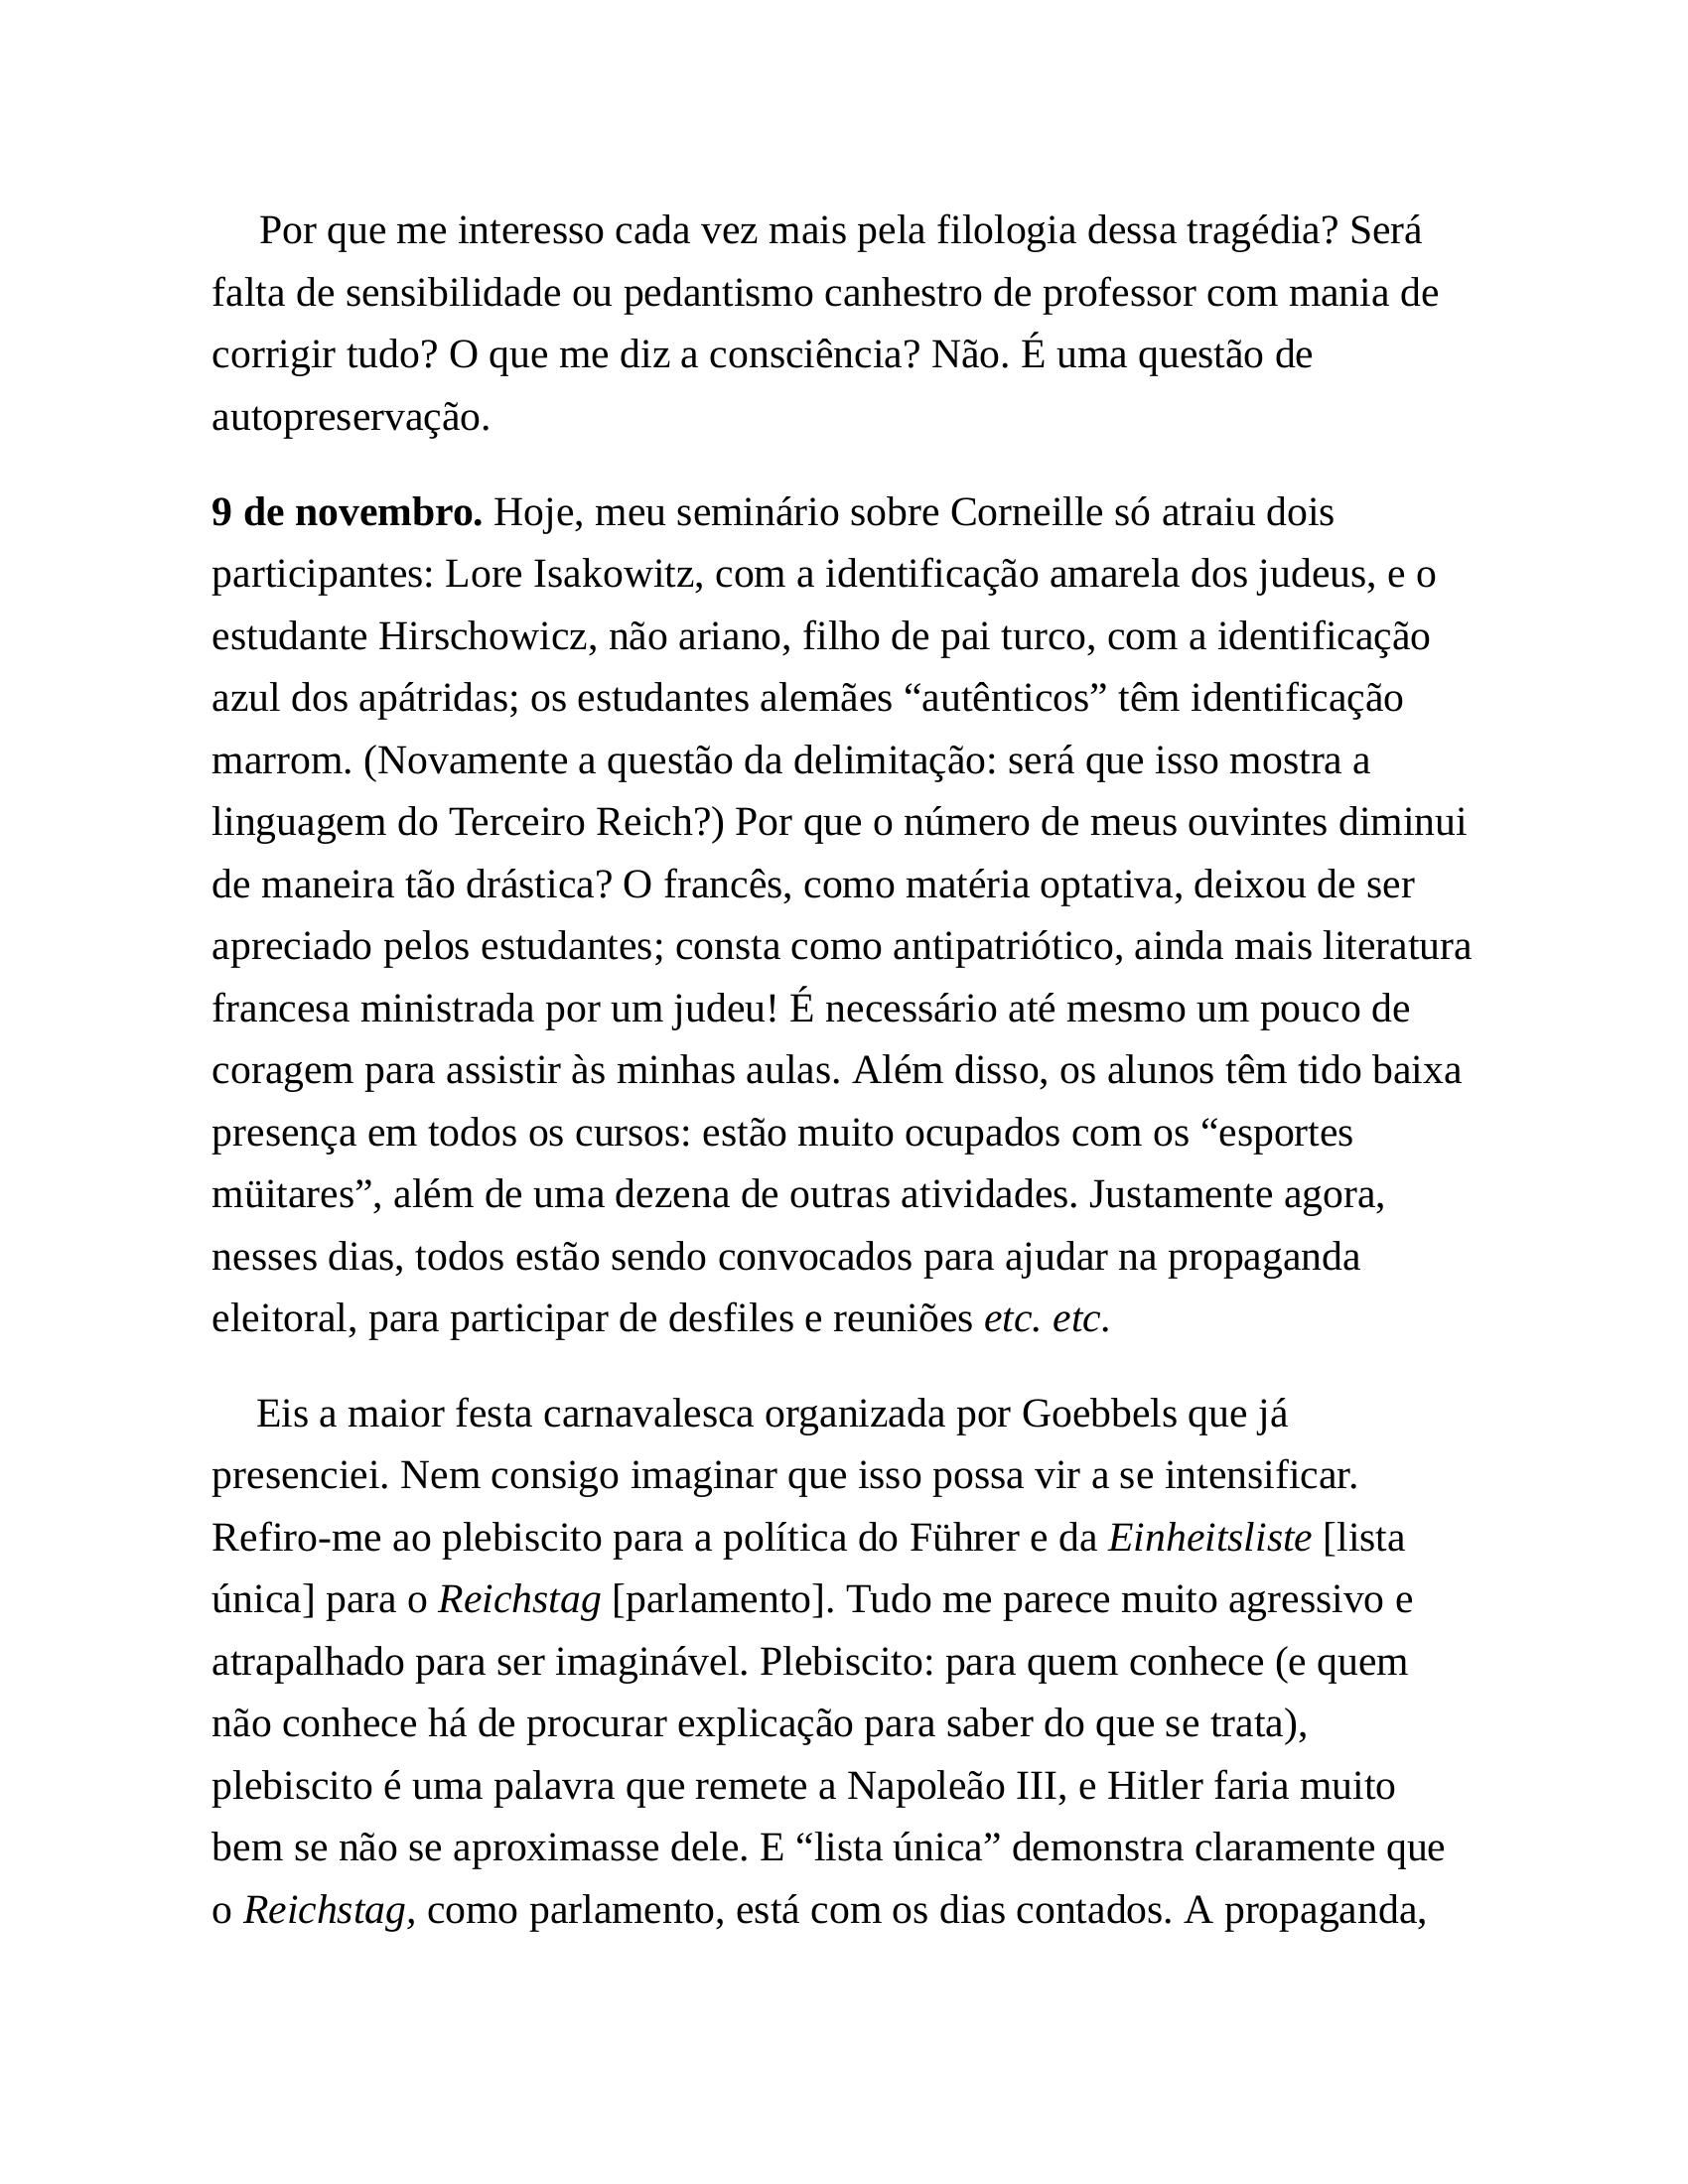 Por que me interesso cada vez mais pela filologia dessa tragédia? Será
falta de sensibilidade ou pedantismo canhestro de professor com mania de
corrigir tudo? O que me diz a consciência? Não. É uma questão de
autopreservação.
9 de novembro. Hoje, meu seminário sobre Corneille só atraiu dois
participantes: Lore Isakowitz, com a identificação amarela dos judeus, e o
estudante Hirschowicz, não ariano, filho de pai turco, com a identificação
azul dos apátridas; os estudantes alemães “autênticos” têm identificação
marrom. (Novamente a questão da delimitação: será que isso mostra a
linguagem do Terceiro Reich?) Por que o número de meus ouvintes diminui
de maneira tão drástica? O francês, como matéria optativa, deixou de ser
apreciado pelos estudantes; consta como antipatriótico, ainda mais literatura
francesa ministrada por um judeu! É necessário até mesmo um pouco de
coragem para assistir às minhas aulas. Além disso, os alunos têm tido baixa
presença em todos os cursos: estão muito ocupados com os “esportes
müitares”, além de uma dezena de outras atividades. Justamente agora,
nesses dias, todos estão sendo convocados para ajudar na propaganda
eleitoral, para participar de desfiles e reuniões etc. etc.
Eis a maior festa carnavalesca organizada por Goebbels que já
presenciei. Nem consigo imaginar que isso possa vir a se intensificar.
Refiro-me ao plebiscito para a política do Führer e da Einheitsliste [lista
única] para o Reichstag [parlamento]. Tudo me parece muito agressivo e
atrapalhado para ser imaginável. Plebiscito: para quem conhece (e quem
não conhece há de procurar explicação para saber do que se trata),
plebiscito é uma palavra que remete a Napoleão III, e Hitler faria muito
bem se não se aproximasse dele. E “lista única” demonstra claramente que
o Reichstag, como parlamento, está com os dias contados. A propaganda,